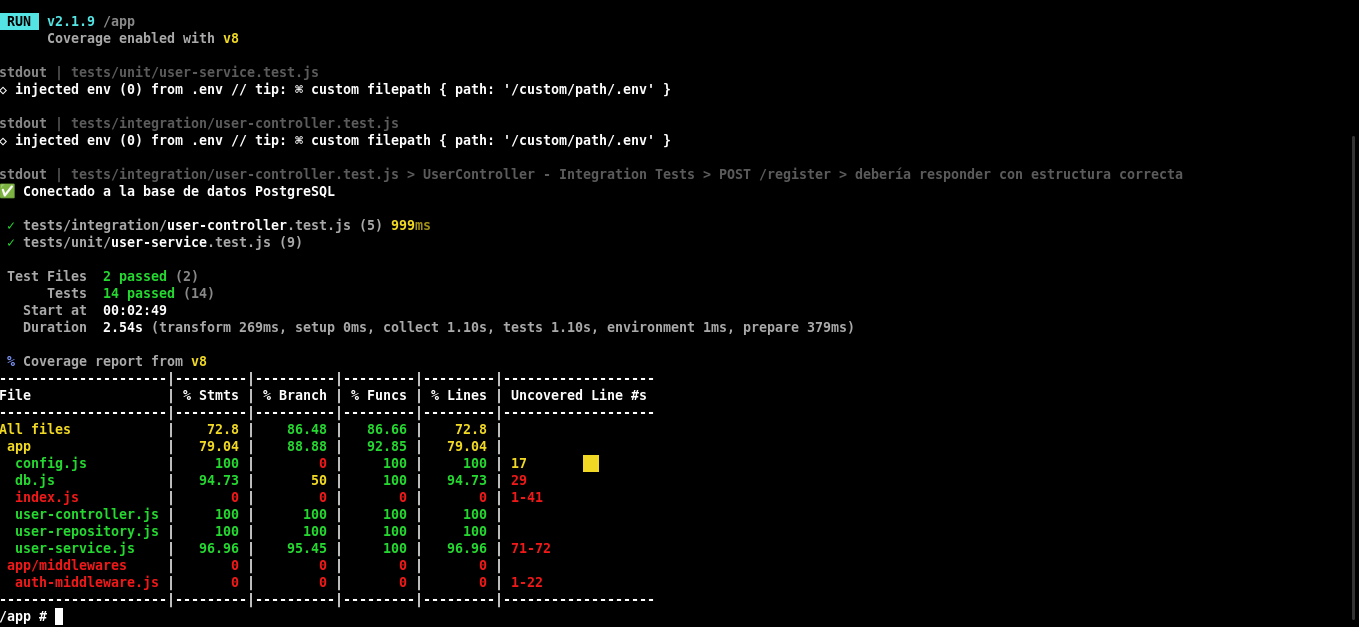 RUN v2.1.9 /app
Coverage enabled with v8
stdout | tests/unit/user-service.test.js
◇ injected env (0) from .env // tip: ⌘ custom filepath { path: '/custom/path/.env' }
stdout | tests/integration/user-controller.test.js
◇ injected env (0) from .env // tip: ⌘ custom filepath { path: '/custom/path/.env' }
stdout | tests/integration/user-controller.test.js > UserController - Integration Tests > POST /register > debería responder con estructura correcta
✅ Conectado a la base de datos PostgreSQL
✓ tests/integration/user-controller.test.js (5) 999ms
✓ tests/unit/user-service.test.js (9)
Test Files  2 passed (2)
Tests  14 passed (14)
Start at  00:02:49
Duration  2.54s (transform 269ms, setup 0ms, collect 1.10s, tests 1.10s, environment 1ms, prepare 379ms)
% Coverage report from v8
---------------------|---------|----------|---------|---------|-------------------
File                 | % Stmts | % Branch | % Funcs | % Lines | Uncovered Line #s
---------------------|---------|----------|---------|---------|-------------------
All files            |    72.8 |    86.48 |   86.66 |    72.8 |
 app                 |   79.04 |    88.88 |   92.85 |   79.04 |
  config.js          |     100 |        0 |     100 |     100 | 17
  db.js              |   94.73 |       50 |     100 |   94.73 | 29
  index.js           |       0 |        0 |       0 |       0 | 1-41
  user-controller.js |     100 |      100 |     100 |     100 |
  user-repository.js |     100 |      100 |     100 |     100 |
  user-service.js    |   96.96 |    95.45 |     100 |   96.96 | 71-72
 app/middlewares     |       0 |        0 |       0 |       0 |
  auth-middleware.js |       0 |        0 |       0 |       0 | 1-22
---------------------|---------|----------|---------|---------|-------------------
/app #